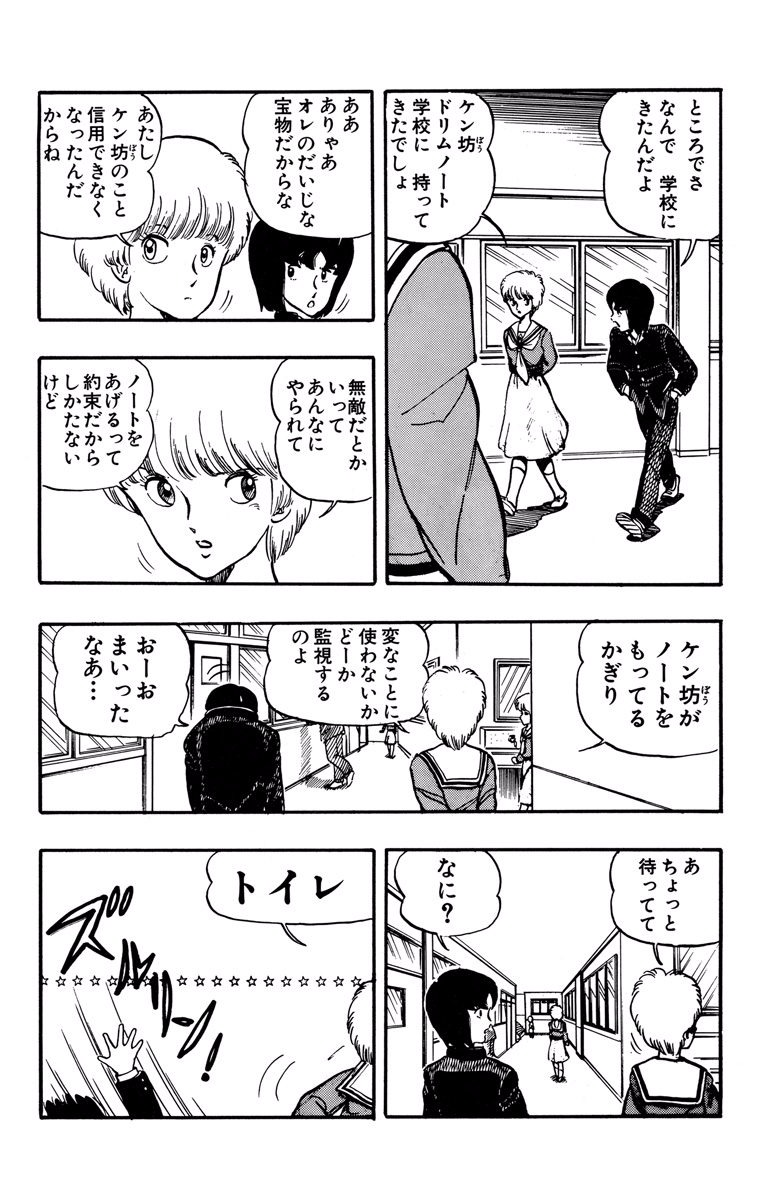 ところでさ
なんで 学校に
きたんだよ
ケン坊
ぼう
ドリムノート
学校に 持って
きたでしょ
ああ
ありゃあ
オレのだいじな
宝物だからな
あたし
ケン坊のこと
ぼう
信用できなく
なったんだ
からね
無敵だとか
いって
あんなに
やられて
ノートを
あげるって
約束だから
しかたない
けど
ケン坊が
ぼう
ノートを
もってる
かぎり
変なことに
使わないか
どーか
監視する
のよ
おーお
まいった
なあ…
あ
ちょっと
待ってて
なに?
トイレ
ズズルリーン!